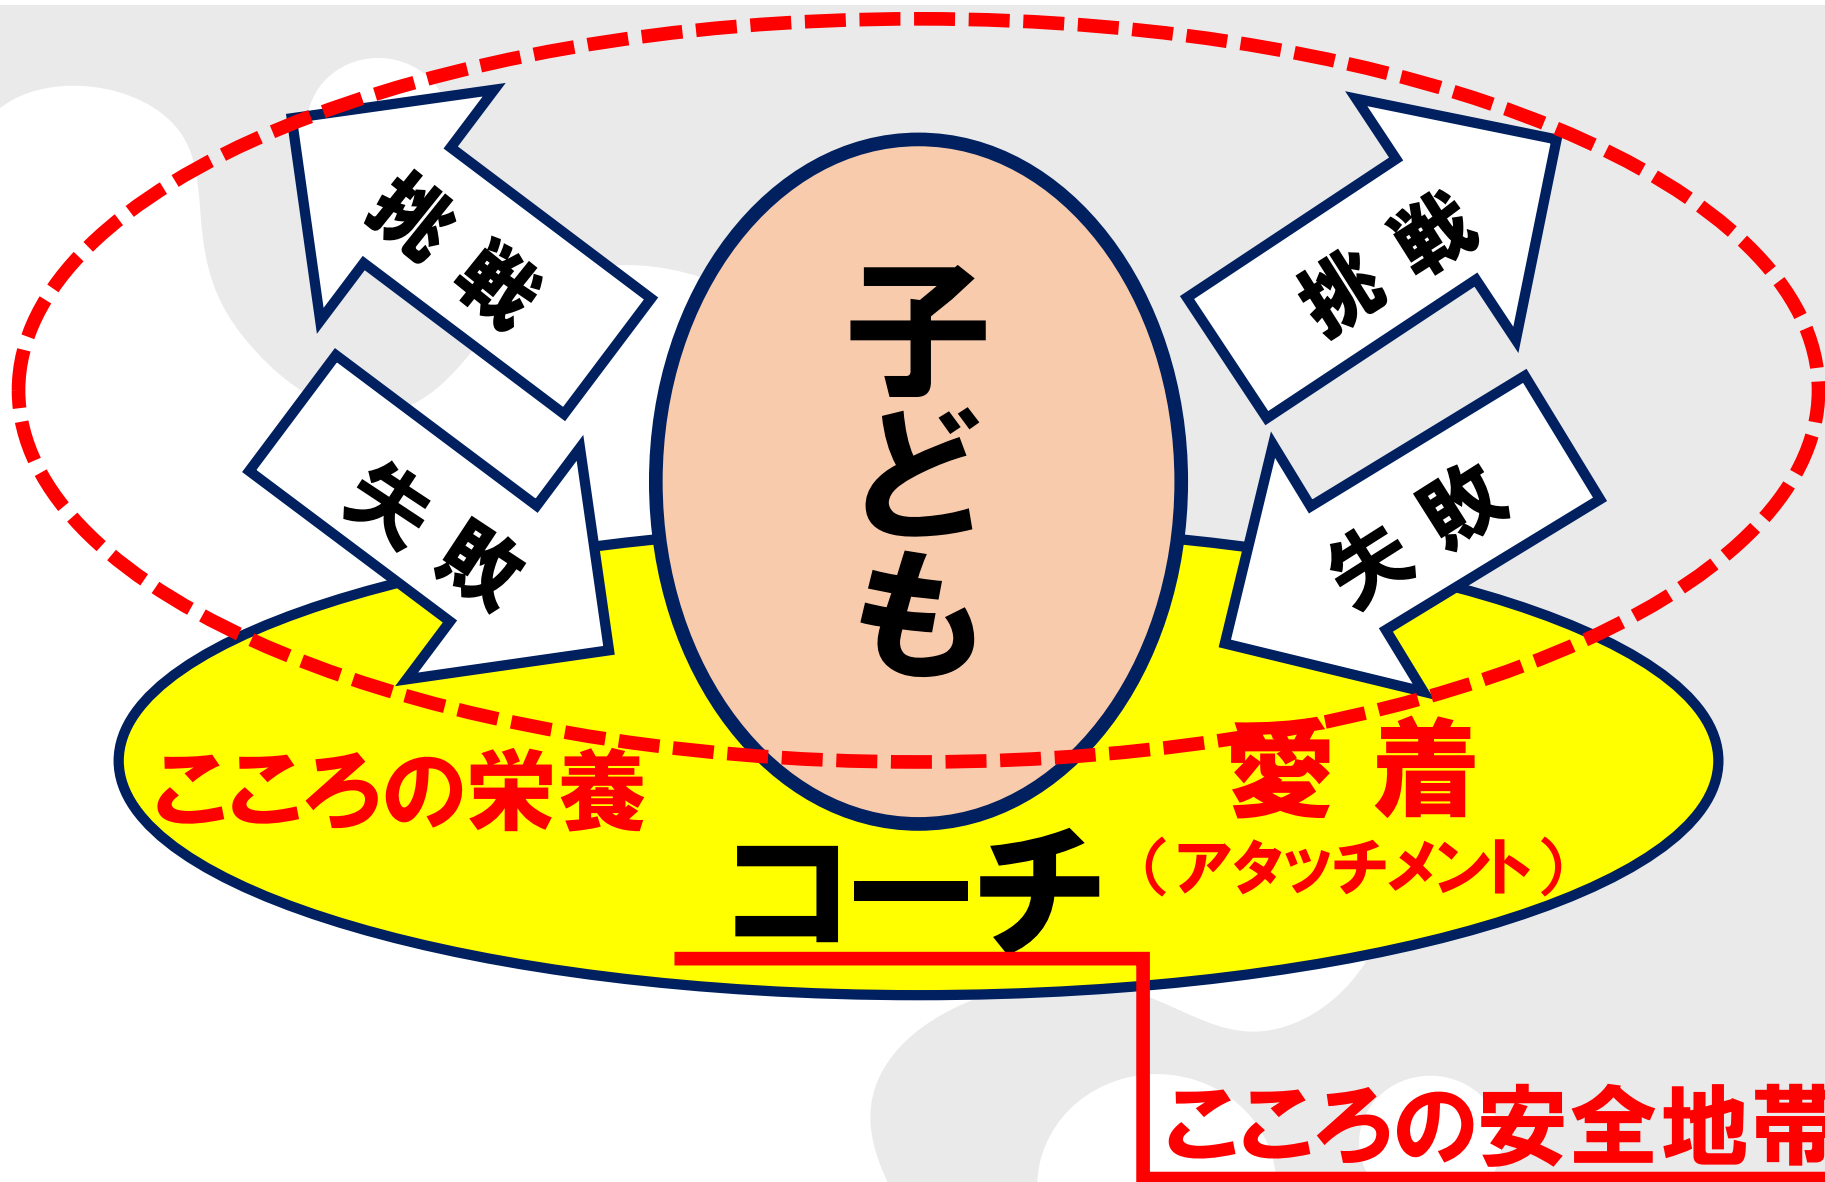 挑戦
挑戦
子ども
失敗
失敗
こころの栄養
愛着
（アタッチメント）
コーチ
こころの安全地帯